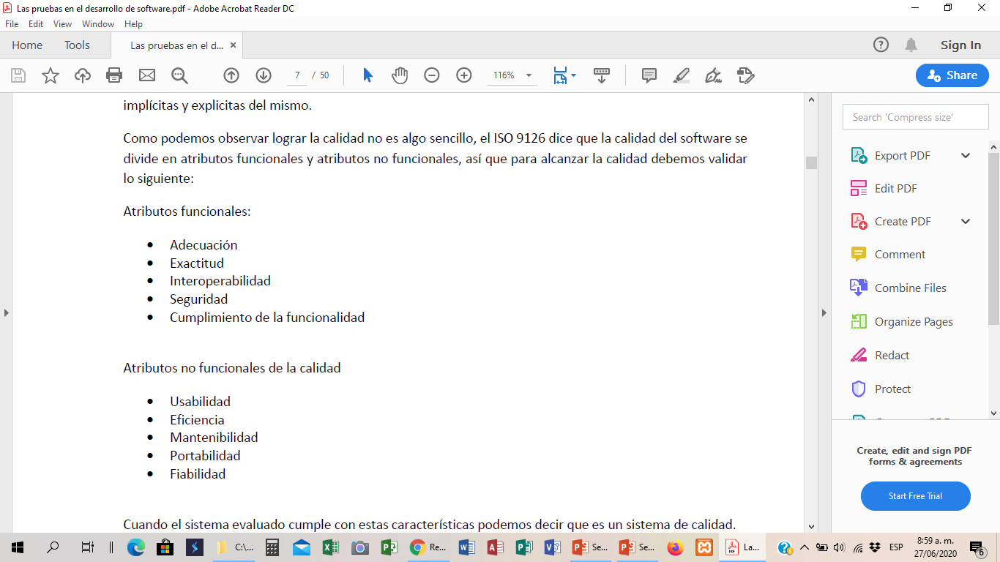 Las pruebas en el desarrollo de software.pdf - Adobe Acrobat Reader DC
File Edit View Window Help
Home Tools Las pruebas en el d... × Sign In
7 / 50 116% Share
implícitas y explicitas del mismo.
Como podemos observar lograr la calidad no es algo sencillo, el ISO 9126 dice que la calidad del software se
divide en atributos funcionales y atributos no funcionales, así que para alcanzar la calidad debemos validar
lo siguiente:
Atributos funcionales:
• Adecuación
• Exactitud
• Interoperabilidad
• Seguridad
• Cumplimiento de la funcionalidad
Atributos no funcionales de la calidad
• Usabilidad
• Eficiencia
• Mantenibilidad
• Portabilidad
• Fiabilidad
Cuando el sistema evaluado cumple con estas características podemos decir que es un sistema de calidad.
Search 'Compress size'
Export PDF
Edit PDF
Create PDF
Comment
Combine Files
Organize Pages
Redact
Protect
Create, edit and sign PDF
forms & agreements
Start Free Trial
C:\... Re... Se... Se... La... ESP 8:59 a. m.
27/06/2020 6